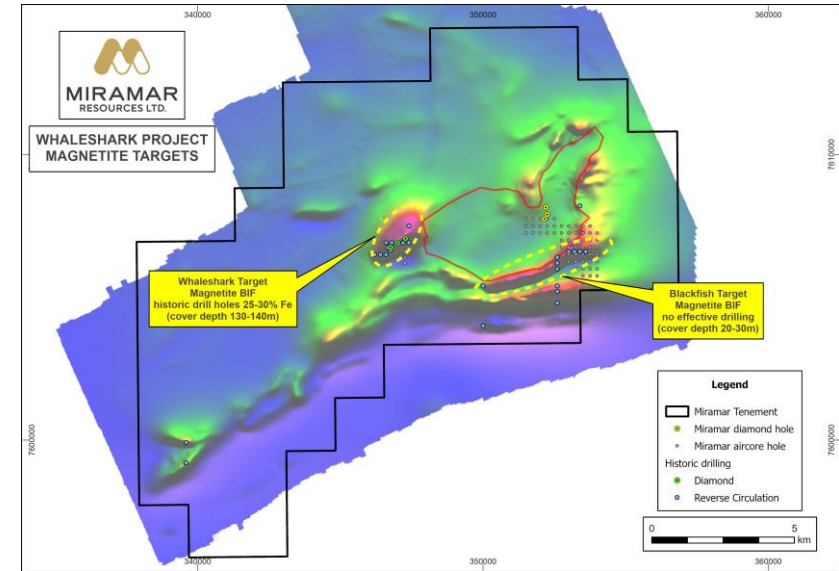 340000
350000
360000
MIRAMAR
RESOURCES LTD.
WHALESHARK PROJECT
MAGNETITE TARGETS
7610000
7610000
Whaleshark Target
Magnetite BIF
historic drill holes 25-30% Fe
(cover depth 130-140m)
Blackfish Target
Magnetite BIF
no effective drilling
(cover depth 20-30m)
Legend
Miramar Tenement
Miramar diamond hole
Miramar aircore hole
Historic drilling
Diamond
Reverse Circulation
7600000
7600000
0
5
km
340000
350000
360000